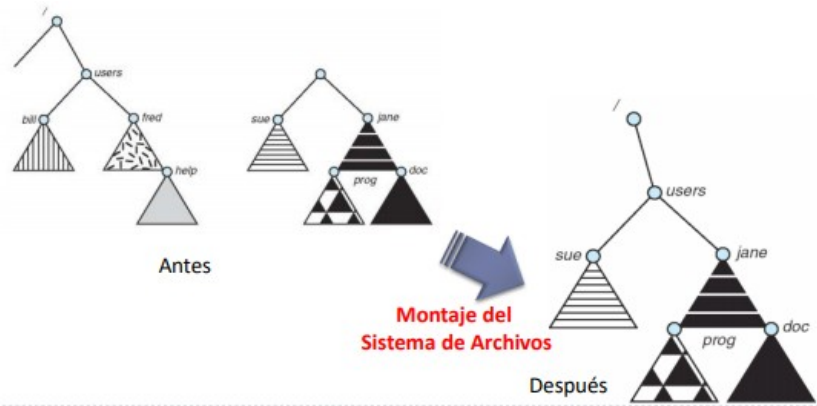 /
users
bill
fred
help
sue
jane
prog
doc
Antes
Montaje del
Sistema de Archivos
/
users
sue
jane
prog
doc
Después